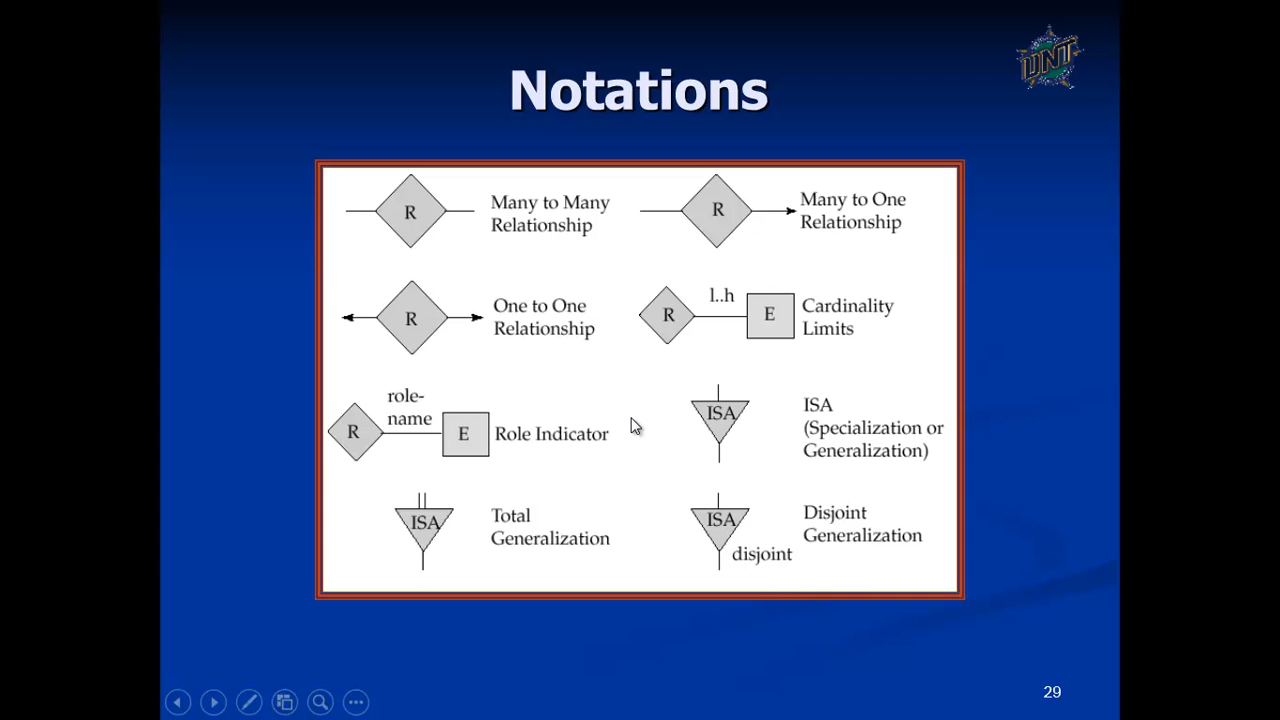 UNT
Notations
R
Many to Many
Relationship
R
Many to One
Relationship
R
One to One
Relationship
R
l..h
E
Cardinality
Limits
R
role-
name
E
Role Indicator
ISA
ISA
(Specialization or
Generalization)
ISA
Total
Generalization
ISA
disjoint
Disjoint
Generalization
29